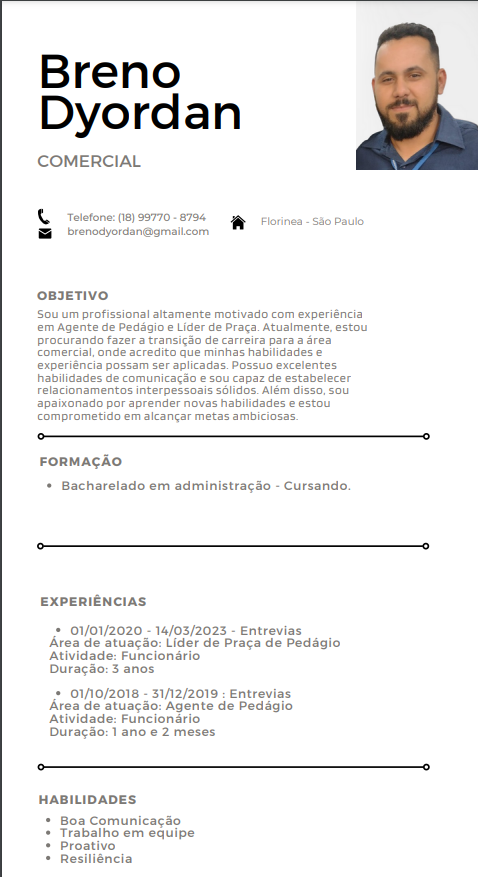 Breno
Dyordan
COMERCIAL
Telefone: (18) 99770 - 8794
brenodyordan@gmail.com
Florinea - São Paulo
OBJETIVO
Sou um profissional altamente motivado com experiência
em Agente de Pedágio e Líder de Praça. Atualmente, estou
procurando fazer a transição de carreira para a área
comercial, onde acredito que minhas habilidades e
experiência possam ser aplicadas. Possuo excelentes
habilidades de comunicação e sou capaz de estabelecer
relacionamentos interpessoais sólidos. Além disso, sou
apaixonado por aprender novas habilidades e estou
comprometido em alcançar metas ambiciosas.
FORMAÇÃO
• Bacharelado em administração - Cursando.
EXPERIÊNCIAS
• 01/01/2020 - 14/03/2023 - Entrevias
Área de atuação: Líder de Praça de Pedágio
Atividade: Funcionário
Duração: 3 anos
• 01/10/2018 - 31/12/2019 : Entrevias
Área de atuação: Agente de Pedágio
Atividade: Funcionário
Duração: 1 ano e 2 meses
HABILIDADES
• Boa Comunicação
• Trabalho em equipe
• Proativo
• Resiliência